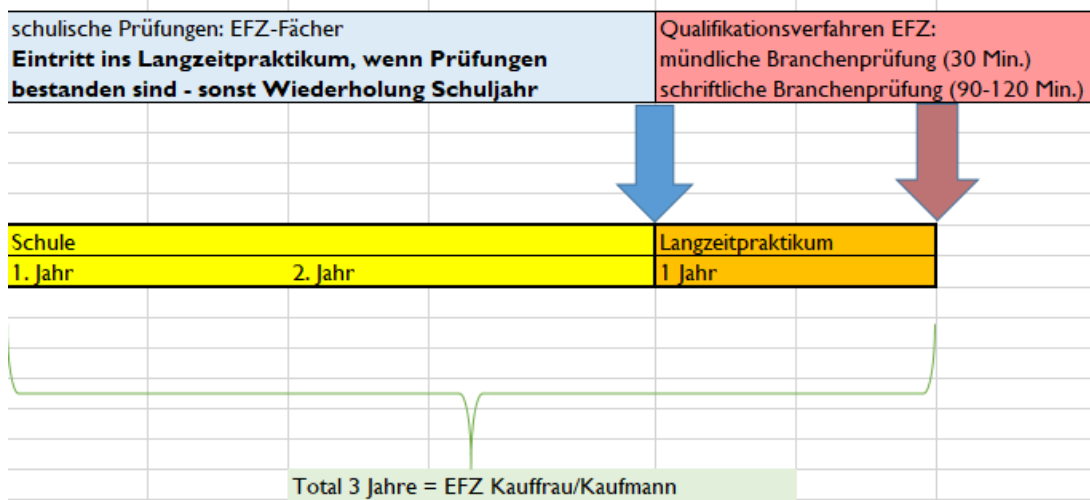 schulische Prüfungen: EFZ-Fächer
Eintritt ins Langzeitpraktikum, wenn Prüfungen
bestanden sind - sonst Wiederholung Schuljahr
Qualifikationsverfahren EFZ:
mündliche Branchenprüfung (30 Min.)
schriftliche Branchenprüfung (90-120 Min.)
Schule
Langzeitpraktikum
1. Jahr
2. Jahr
1 Jahr
Total 3 Jahre = EFZ Kauffrau/Kaufmann